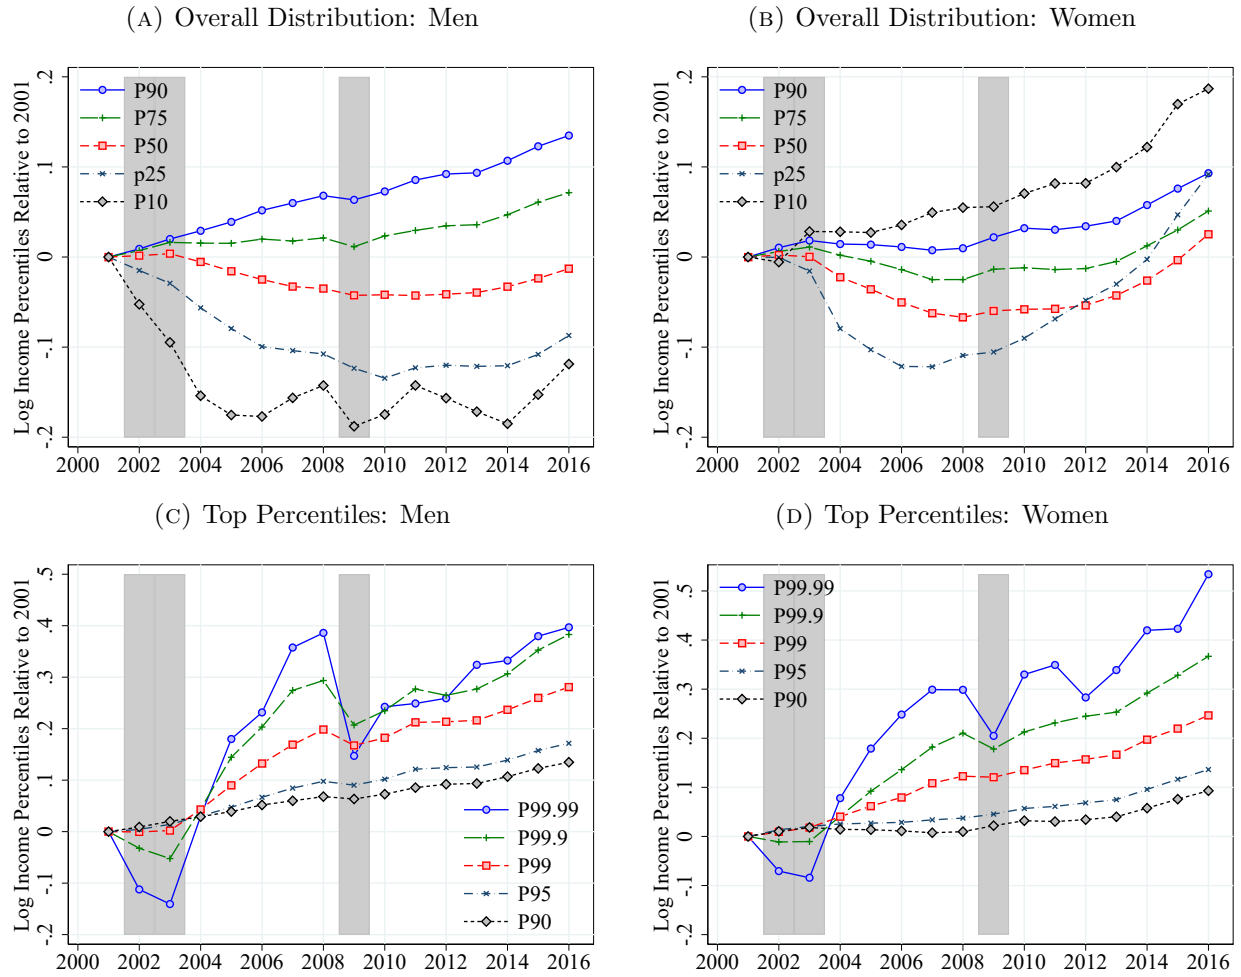 (A) Overall Distribution: Men
(B) Overall Distribution: Women
Log Income Percentiles Relative to 2001
.2
.1
0
-.1
-.2
P90
P75
P50
p25
P10
2000 2002 2004 2006 2008 2010 2012 2014 2016
Log Income Percentiles Relative to 2001
.2
.1
0
-.1
-.2
P90
P75
P50
p25
P10
2000 2002 2004 2006 2008 2010 2012 2014 2016
(C) Top Percentiles: Men
(D) Top Percentiles: Women
Log Income Percentiles Relative to 2001
.5
.4
.3
.2
.1
0
-.1
-.2
P99.99
P99.9
P99
P95
P90
2000 2002 2004 2006 2008 2010 2012 2014 2016
Log Income Percentiles Relative to 2001
.5
.4
.3
.2
.1
0
-.1
-.2
P99.99
P99.9
P99
P95
P90
2000 2002 2004 2006 2008 2010 2012 2014 2016